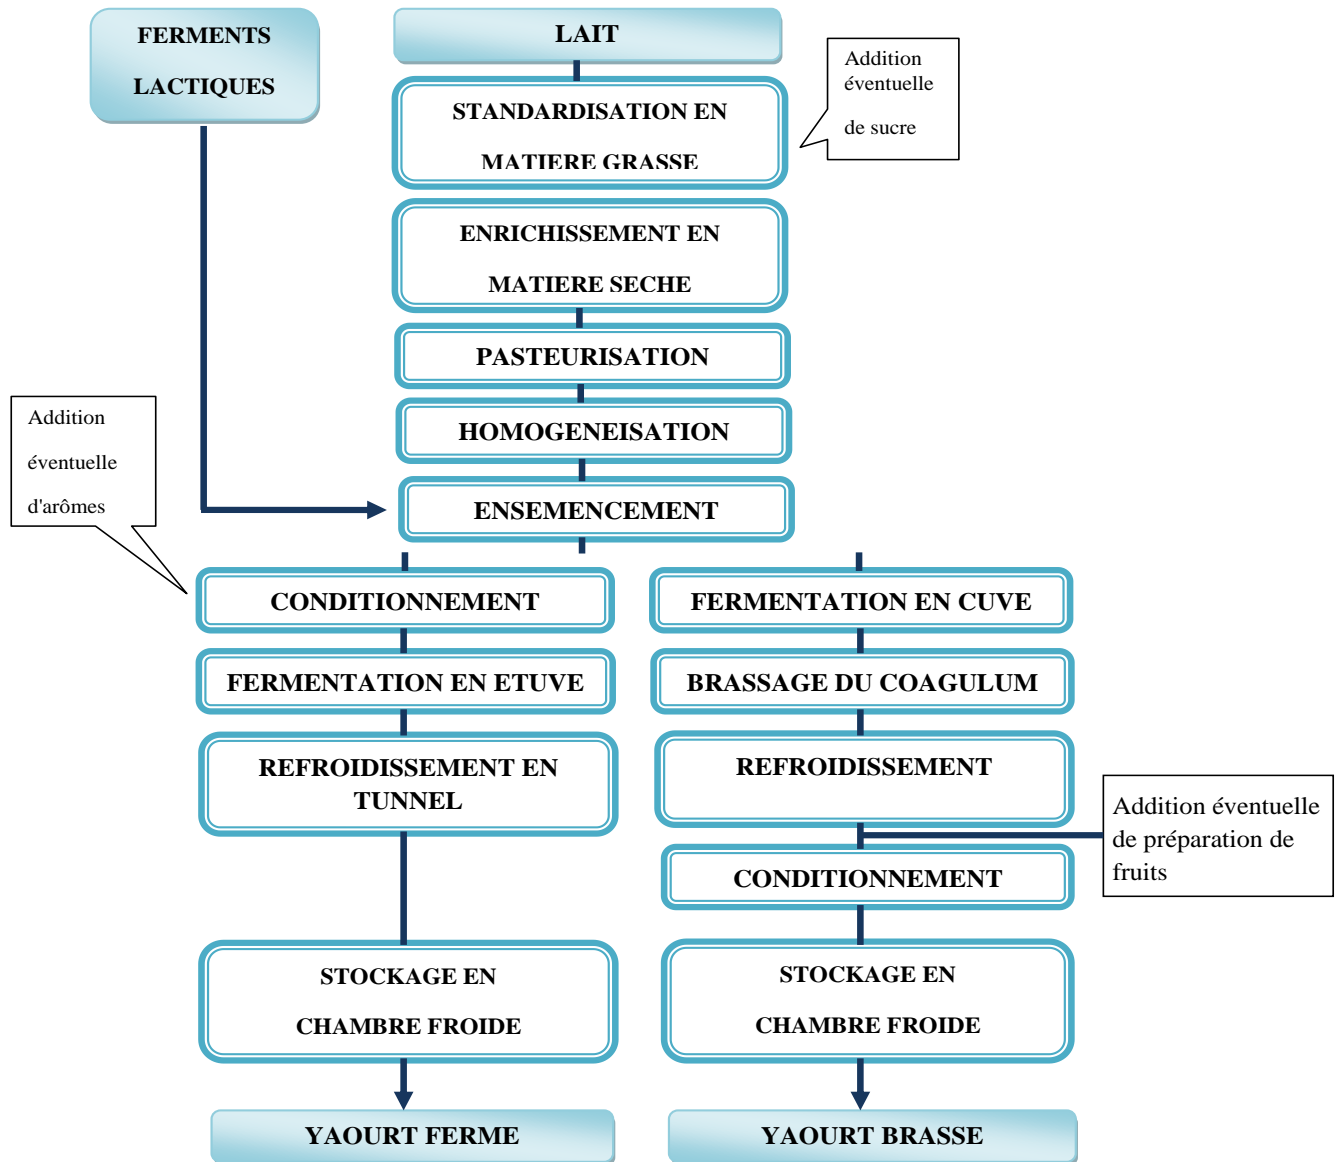 FERMENTS
LACTIQUES
LAIT
Addition
éventuelle
de sucre
STANDARDISATION EN
MATIERE GRASSE
ENRICHISSEMENT EN
MATIERE SECHE
PASTEURISATION
HOMOGENEISATION
Addition
éventuelle
d'arômes
ENSEMENCEMENT
CONDITIONNEMENT
FERMENTATION EN ETUVE
REFROIDISSEMENT EN
TUNNEL
STOCKAGE EN
CHAMBRE FROIDE
YAOURT FERME
FERMENTATION EN CUVE
BRASSAGE DU COAGULUM
REFROIDISSEMENT
Addition éventuelle
de préparation de
fruits
CONDITIONNEMENT
STOCKAGE EN
CHAMBRE FROIDE
YAOURT BRASSE